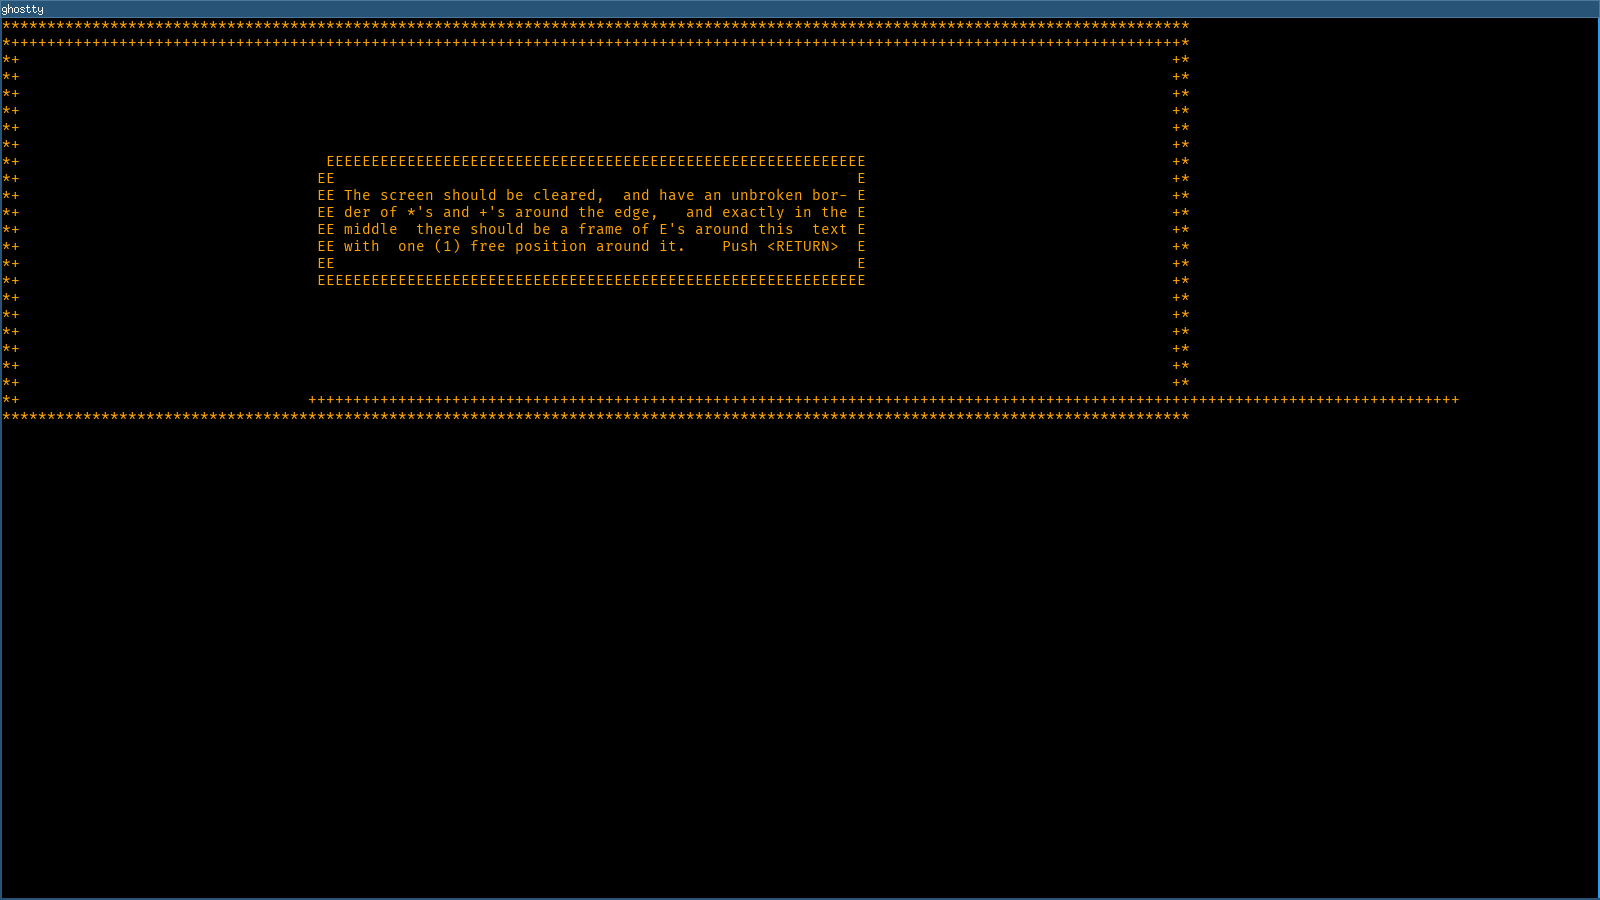 ghostty
************************************************************************************************************************************
*++++++++++++++++++++++++++++++++++++++++++++++++++++++++++++++++++++++++++++++++++++++++++++++++++++++++++++++++++++++++++++++++++*
*+ +*
*+ +*
*+ +*
*+ +*
*+ +*
*+ +*
*+ EEEEEEEEEEEEEEEEEEEEEEEEEEEEEEEEEEEEEEEEEEEEEEEEEEEEEEEEEEEE +*
*+ EE E +*
*+ EE The screen should be cleared,  and have an unbroken bor- E +*
*+ EE der of *'s and +'s around the edge,   and exactly in the E +*
*+ EE middle  there should be a frame of E's around this  text E +*
*+ EE with  one (1) free position around it.    Push <RETURN>  E +*
*+ EE E +*
*+ EEEEEEEEEEEEEEEEEEEEEEEEEEEEEEEEEEEEEEEEEEEEEEEEEEEEEEEEEEEEE +*
*+ +*
*+ +*
*+ +*
*+ +*
*+ +*
*+ +*
*+ ++++++++++++++++++++++++++++++++++++++++++++++++++++++++++++++++++++++++++++++++++++++++++++++++++++++++++++++++++++++++++++++++
************************************************************************************************************************************